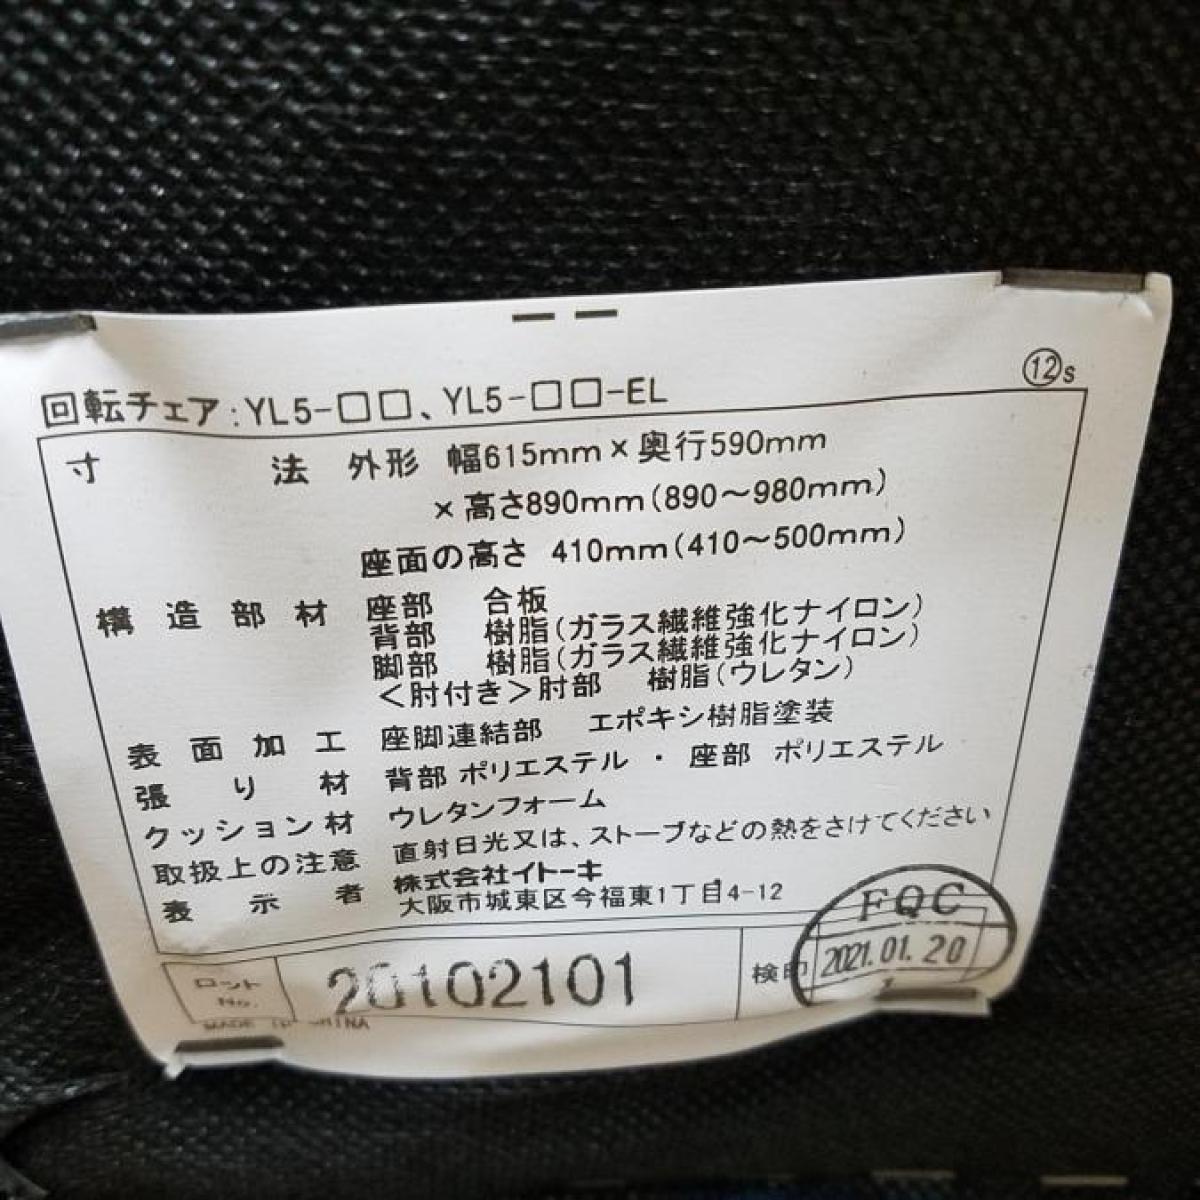 ⑫s
回転チェア：YL5-□□、YL5-□□-EL
寸法 外形 幅615mm×奥行590mm
×高さ890mm(890～980mm)
座面の高さ 410mm(410～500mm)
構造部材 座部 合板
背部 樹脂(ガラス繊維強化ナイロン)
脚部 樹脂(ガラス繊維強化ナイロン)
＜肘付き＞肘部 樹脂(ウレタン)
表面加工 座脚連結部 エポキシ樹脂塗装
張り材 背部 ポリエステル ・ 座部 ポリエステル
クッション材 ウレタンフォーム
取扱上の注意 直射日光又は、ストーブなどの熱をさけてください
表示者 株式会社イトーキ
大阪市城東区今福東1丁目4-12
ロット No. 20102101 検印 FQC 2021.01.20
MADE IN CHINA